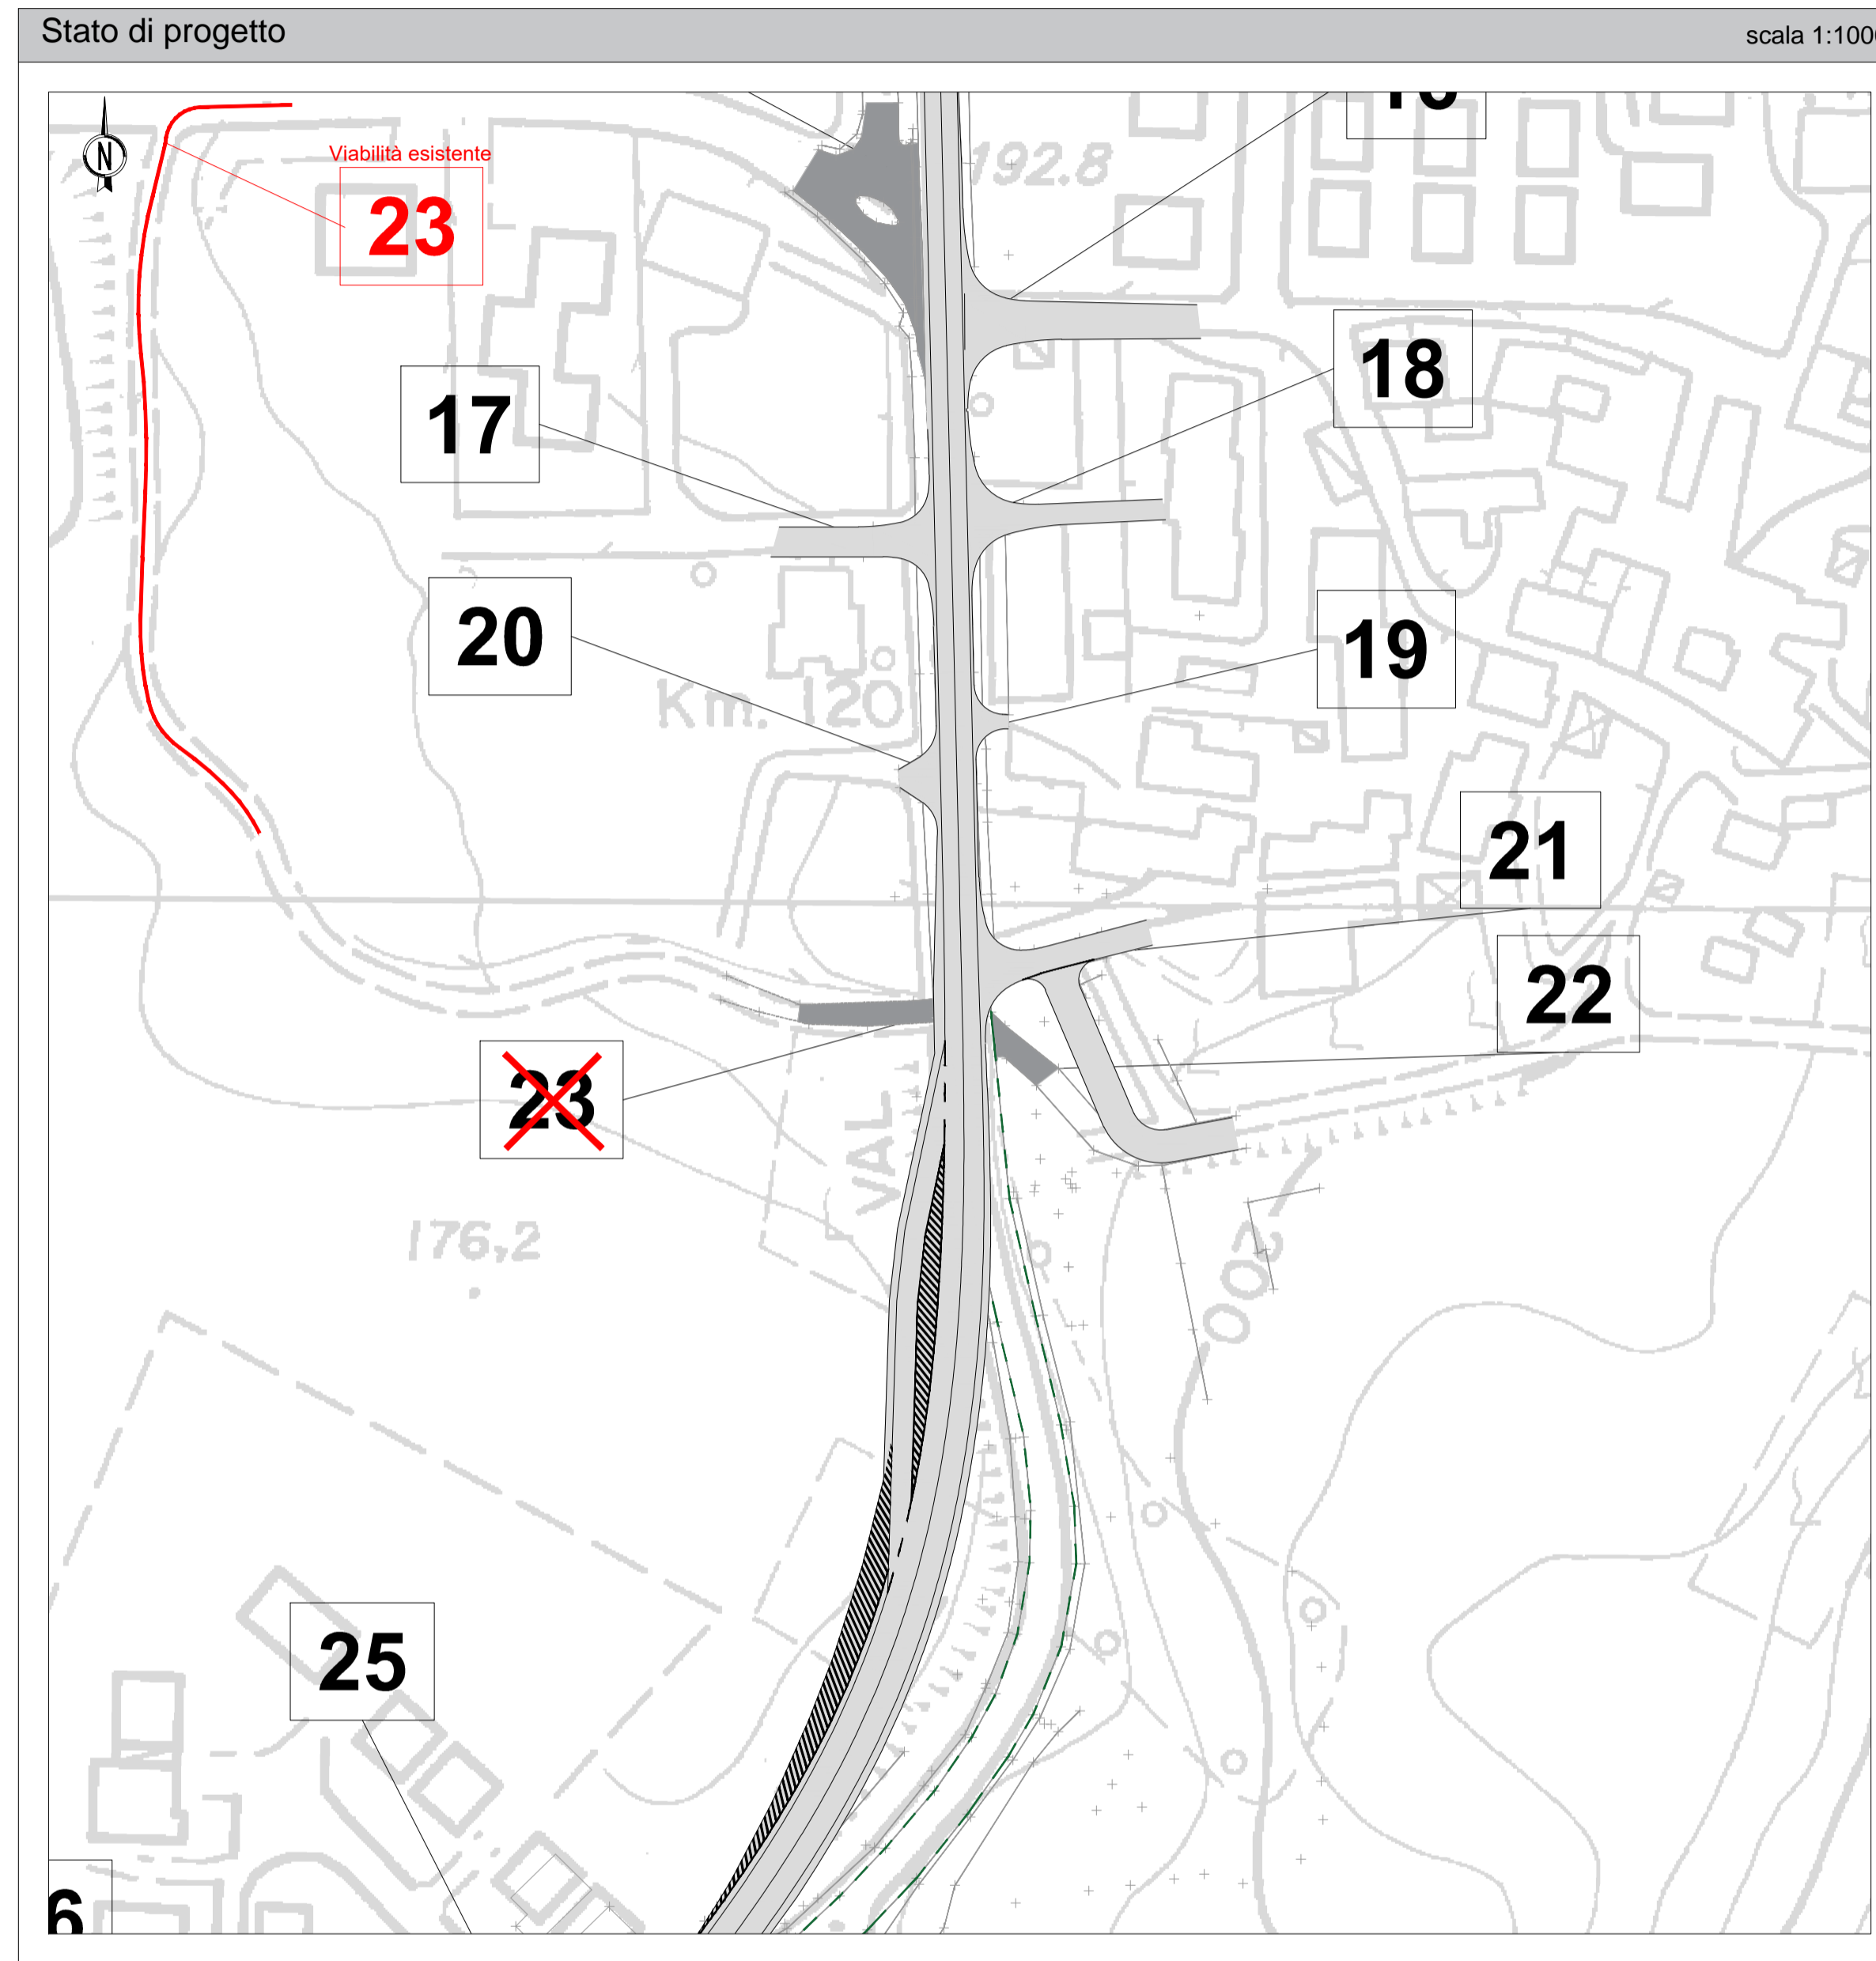 Stato di progetto
scala 1:100
N
Viabilità esistente
23
192.8
18
17
20
19
Km. 120
21
22
23
VAL
176,2
200
25
6